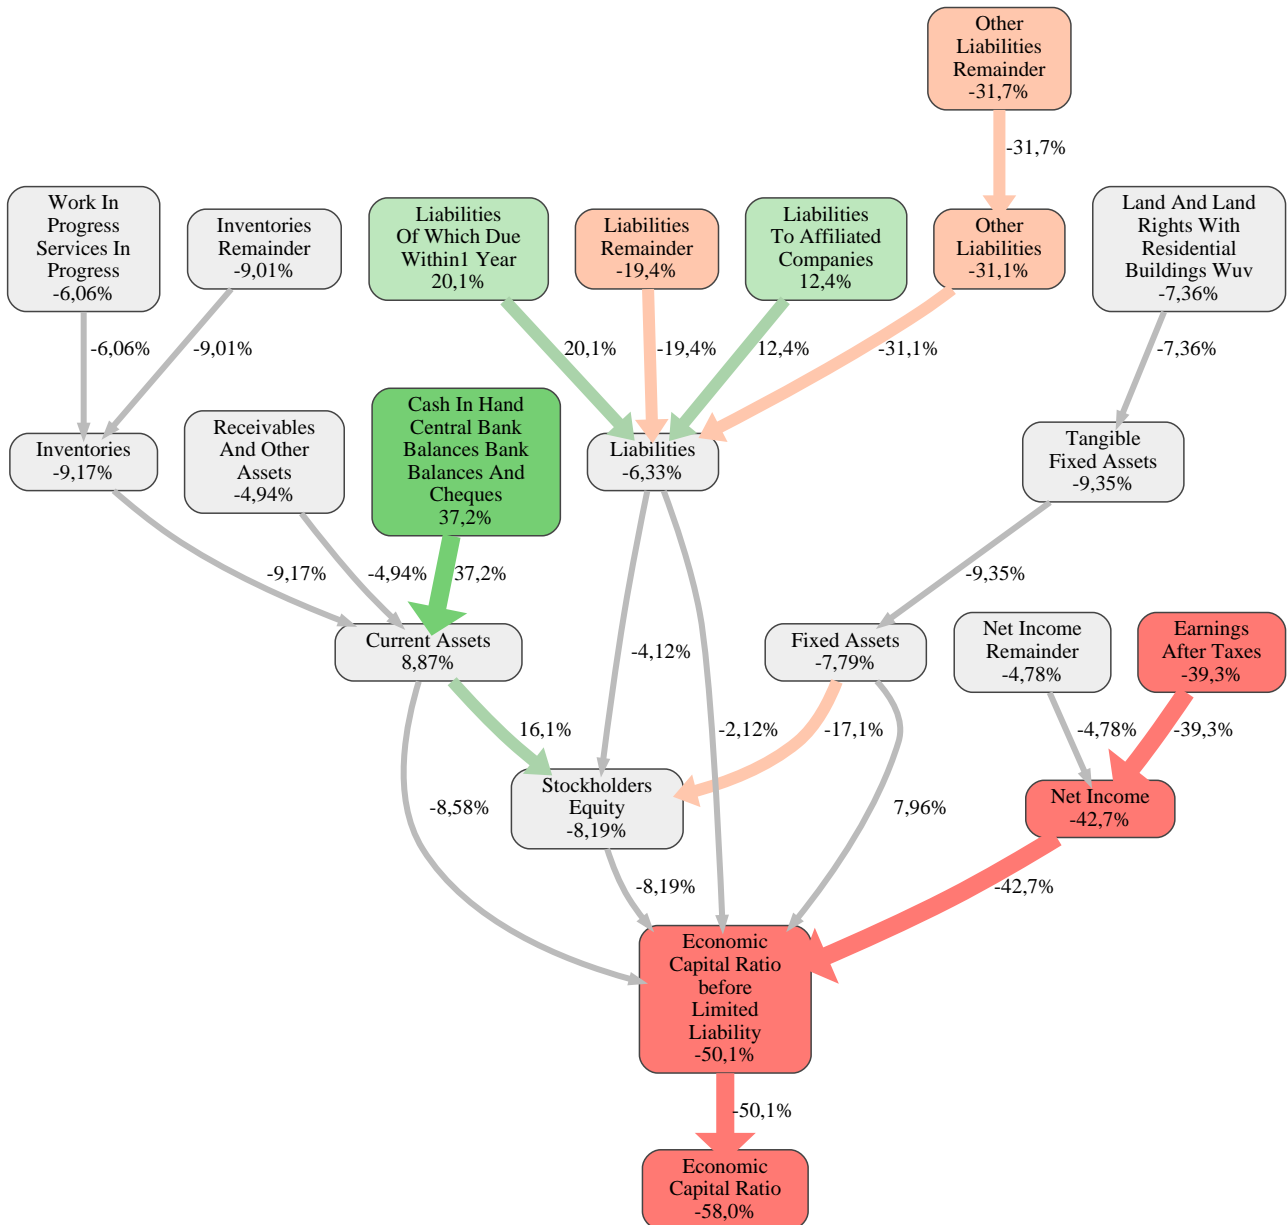 Other
Liabilities
Remainder
-31,7%
-31,7%
Work In
Progress
Services In
Progress
-6,06%
Inventories
Remainder
-9,01%
Liabilities
Of Which Due
Within1 Year
20,1%
Liabilities
Remainder
-19,4%
Liabilities
To Affiliated
Companies
12,4%
Other
Liabilities
-31,1%
Land And Land
Rights With
Residential
Buildings Wuv
-7,36%
-6,06%
-9,01%
20,1%
-19,4%
12,4%
-31,1%
-7,36%
Inventories
-9,17%
Receivables
And Other
Assets
-4,94%
Cash In Hand
Central Bank
Balances Bank
Balances And
Cheques
37,2%
Liabilities
-6,33%
Tangible
Fixed Assets
-9,35%
-9,17%
-4,94%
37,2%
-9,35%
Current Assets
8,87%
-4,12%
Fixed Assets
-7,79%
Net Income
Remainder
-4,78%
Earnings
After Taxes
-39,3%
16,1%
-2,12%
-17,1%
-4,78%
-39,3%
-8,58%
Stockholders
Equity
-8,19%
7,96%
Net Income
-42,7%
-8,19%
-42,7%
Economic
Capital Ratio
before
Limited
Liability
-50,1%
-50,1%
Economic
Capital Ratio
-58,0%